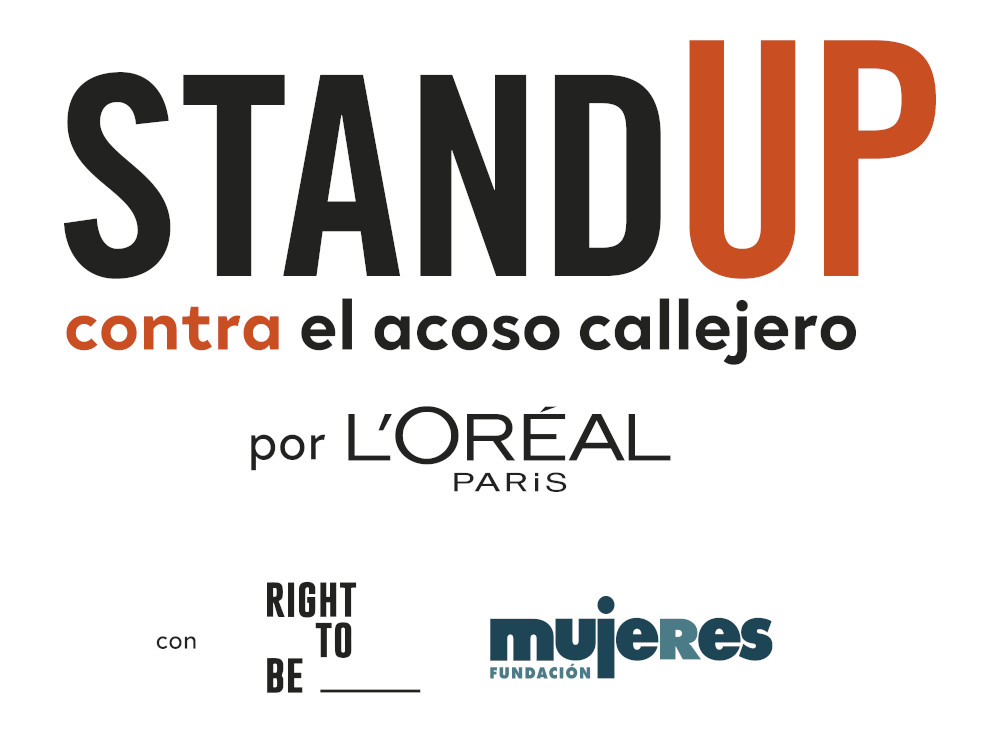 STANDUP
contra el acoso callejero
por L'ORÉAL
PARiS
con
RIGHT
TO
BE
mujeRes
FUNDACIÓN